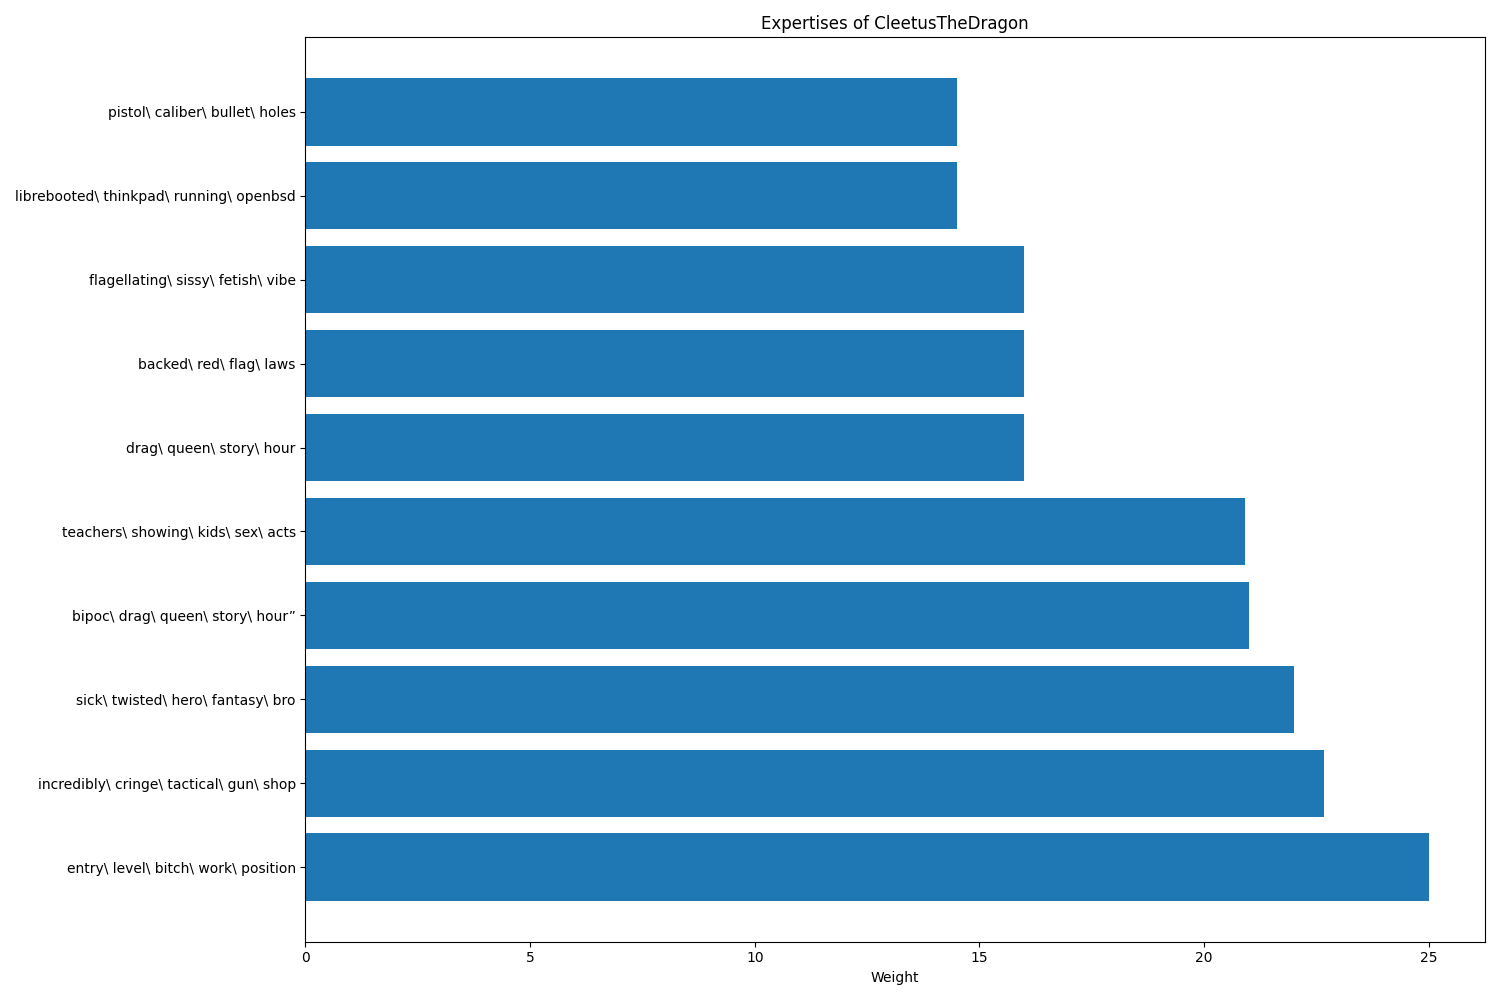 Expertises of CleetusTheDragon
pistol\ caliber\ bullet\ holes
librebooted\ thinkpad\ running\ openbsd
flagellating\ sissy\ fetish\ vibe
backed\ red\ flag\ laws
drag\ queen\ story\ hour
teachers\ showing\ kids\ sex\ acts
bipoc\ drag\ queen\ story\ hour”
sick\ twisted\ hero\ fantasy\ bro
incredibly\ cringe\ tactical\ gun\ shop
entry\ level\ bitch\ work\ position
0 5 10 15 20 25
Weight